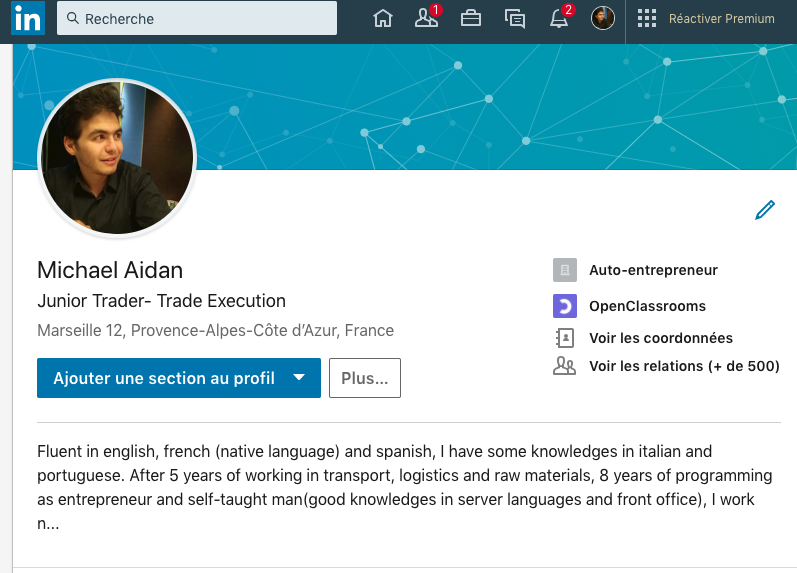 in
Recherche
1
2
Réactiver Premium
Michael Aidan
Junior Trader- Trade Execution
Marseille 12, Provence-Alpes-Côte d'Azur, France
Ajouter une section au profil
Plus...
Auto-entrepreneur
OpenClassrooms
Voir les coordonnées
Voir les relations (+ de 500)
Fluent in english, french (native language) and spanish, I have some knowledges in italian and
portuguese. After 5 years of working in transport, logistics and raw materials, 8 years of programming
as entrepreneur and self-taught man(good knowledges in server languages and front office), I work
n...